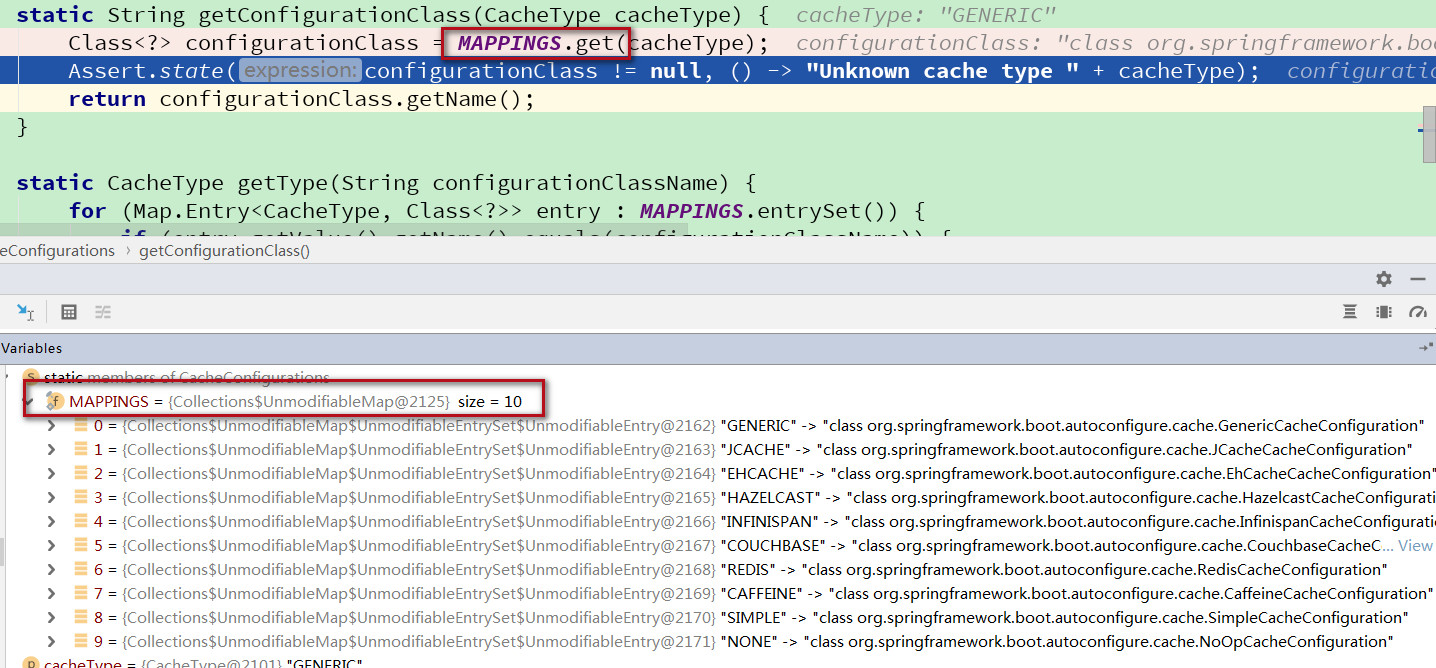 static String getConfigurationClass(CacheType cacheType) {  cacheType: "GENERIC"
Class<?> configurationClass = MAPPINGS.get(cacheType);  configurationClass: "class org.springframework.boo
Assert.state( expression: configurationClass != null, () -> "Unknown cache type " + cacheType);  configuratic
return configurationClass.getName();
}
static CacheType getType(String configurationClassName) {
for (Map.Entry<CacheType, Class<?>> entry : MAPPINGS.entrySet()) {
if (entry.getValue().getName().equals(configurationClassName)) {
eConfigurations › getConfigurationClass()
Variables
static members of CacheConfigurations
MAPPINGS = {Collections$UnmodifiableMap@2125} size = 10
0 = {Collections$UnmodifiableMap$UnmodifiableEntrySet$UnmodifiableEntry@2162} "GENERIC" -> "class org.springframework.boot.autoconfigure.cache.GenericCacheConfiguration"
1 = {Collections$UnmodifiableMap$UnmodifiableEntrySet$UnmodifiableEntry@2163} "JCACHE" -> "class org.springframework.boot.autoconfigure.cache.JCacheCacheConfiguration"
2 = {Collections$UnmodifiableMap$UnmodifiableEntrySet$UnmodifiableEntry@2164} "EHCACHE" -> "class org.springframework.boot.autoconfigure.cache.EhCacheCacheConfiguration"
3 = {Collections$UnmodifiableMap$UnmodifiableEntrySet$UnmodifiableEntry@2165} "HAZELCAST" -> "class org.springframework.boot.autoconfigure.cache.HazelcastCacheConfigurati
4 = {Collections$UnmodifiableMap$UnmodifiableEntrySet$UnmodifiableEntry@2166} "INFINISPAN" -> "class org.springframework.boot.autoconfigure.cache.InfinispanCacheConfiguratio
5 = {Collections$UnmodifiableMap$UnmodifiableEntrySet$UnmodifiableEntry@2167} "COUCHBASE" -> "class org.springframework.boot.autoconfigure.cache.CouchbaseCacheC... View
6 = {Collections$UnmodifiableMap$UnmodifiableEntrySet$UnmodifiableEntry@2168} "REDIS" -> "class org.springframework.boot.autoconfigure.cache.RedisCacheConfiguration"
7 = {Collections$UnmodifiableMap$UnmodifiableEntrySet$UnmodifiableEntry@2169} "CAFFEINE" -> "class org.springframework.boot.autoconfigure.cache.CaffeineCacheConfiguration"
8 = {Collections$UnmodifiableMap$UnmodifiableEntrySet$UnmodifiableEntry@2170} "SIMPLE" -> "class org.springframework.boot.autoconfigure.cache.SimpleCacheConfiguration"
9 = {Collections$UnmodifiableMap$UnmodifiableEntrySet$UnmodifiableEntry@2171} "NONE" -> "class org.springframework.boot.autoconfigure.cache.NoOpCacheConfiguration"
cacheType = {CacheType@2101} "GENERIC"